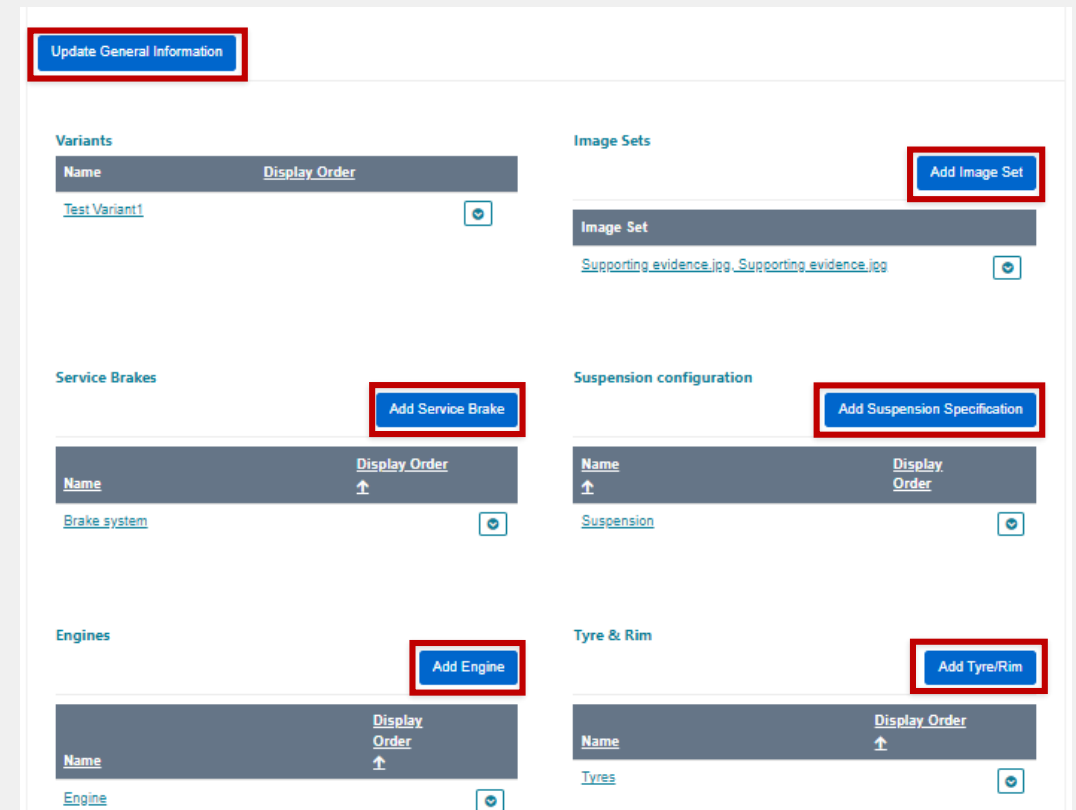 Update General Information
Variants
Name Display Order
Test Variant1
Image Sets
Add Image Set
Image Set
Supporting evidence.jpg, Supporting evidence.jpg
Service Brakes
Add Service Brake
Name Display Order
Brake system
Suspension configuration
Add Suspension Specification
Name Display
Order
Suspension
Engines
Add Engine
Display
Order
Name
Engine
Tyre & Rim
Add Tyre/Rim
Name Display Order
Tyres